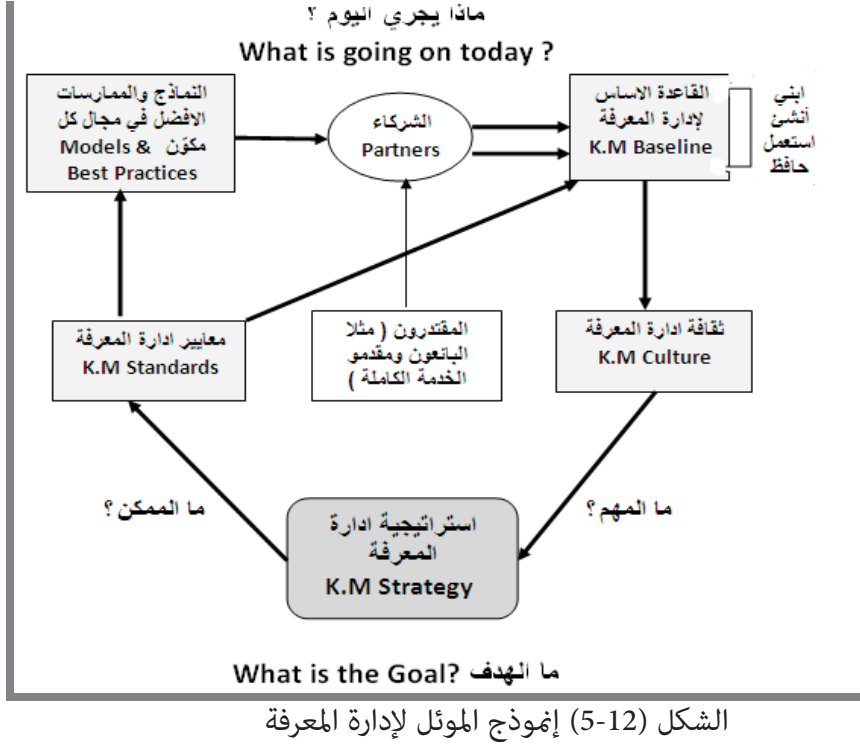 ماذا يجري اليوم ؟
What is going on today ?
النماذج والممارسات
الافضل في مجال كل
مكوّن Models &
Best Practices
الشركاء
Partners
القاعدة الاساس
لإدارة المعرفة
K.M Baseline
ابني
أنشئ
استعمل
حافظ
معايير ادارة المعرفة
K.M Standards
المقتدرون ( مثلا
البائعون ومقدمو
الخدمة الكاملة )
ثقافة ادارة المعرفة
K.M Culture
ما الممكن ؟
ما المهم ؟
استراتيجية ادارة
المعرفة
K.M Strategy
What is the Goal? ما الهدف
الشكل (12-5) إنموذج الموئل لإدارة المعرفة